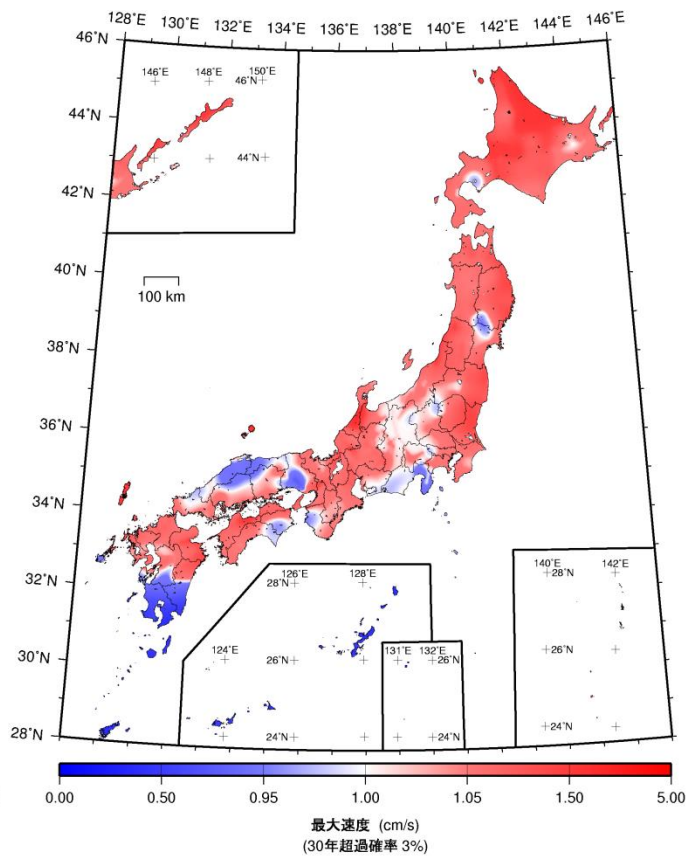 128°E 130°E 132°E 134°E 136°E 138°E 140°E 142°E 144°E 146°E
46°N
146°E 148°E 150°E
46°N
44°N
44°N
42°N
40°N
100 km
38°N
36°N
34°N
32°N
126°E 128°E
28°N
140°E 142°E
28°N
30°N
124°E
26°N
131°E 132°E
26°N
26°N
28°N
24°N
24°N
24°N
0.00 0.50 0.95 1.00 1.05 1.50 5.00
最大速度 (cm/s)
(30年超過確率 3%)